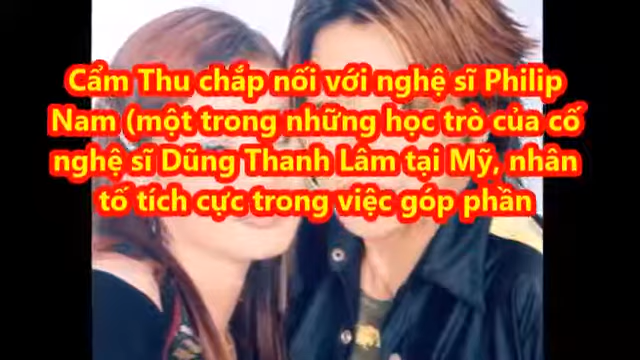 Cẩm Thu chắp nối với nghệ sĩ Philip
Nam (một trong những học trò của cố
nghệ sĩ Dũng Thanh Lâm tại Mỹ, nhân
tố tích cực trong việc góp phần